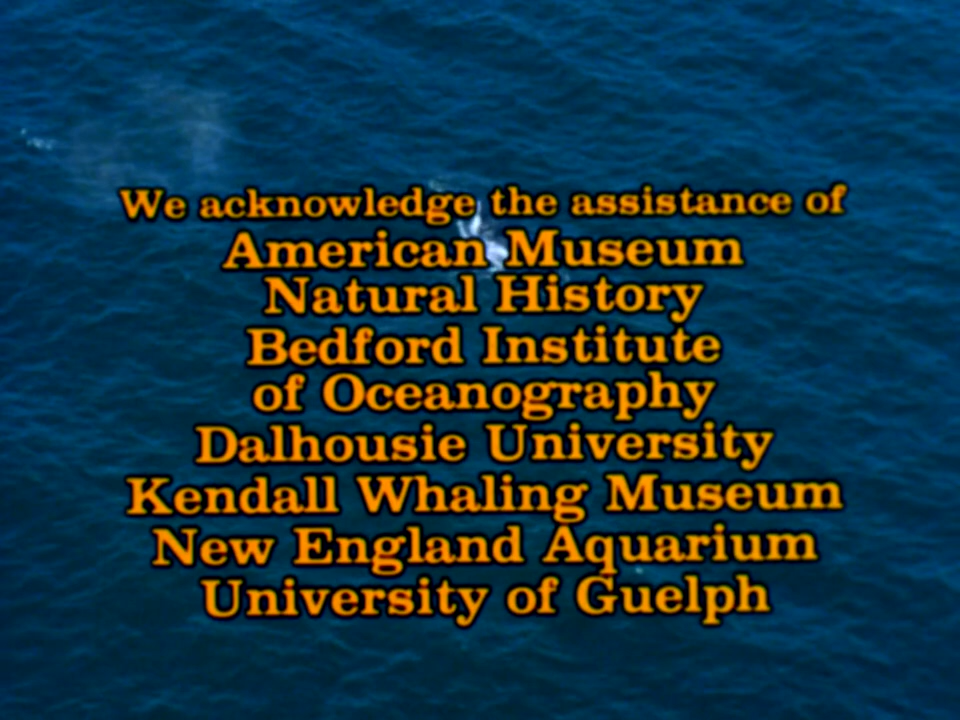 We acknowledge the assistance of
American Museum
Natural History
Bedford Institute
of Oceanography
Dalhousie University
Kendall Whaling Museum
New England Aquarium
University of Guelph